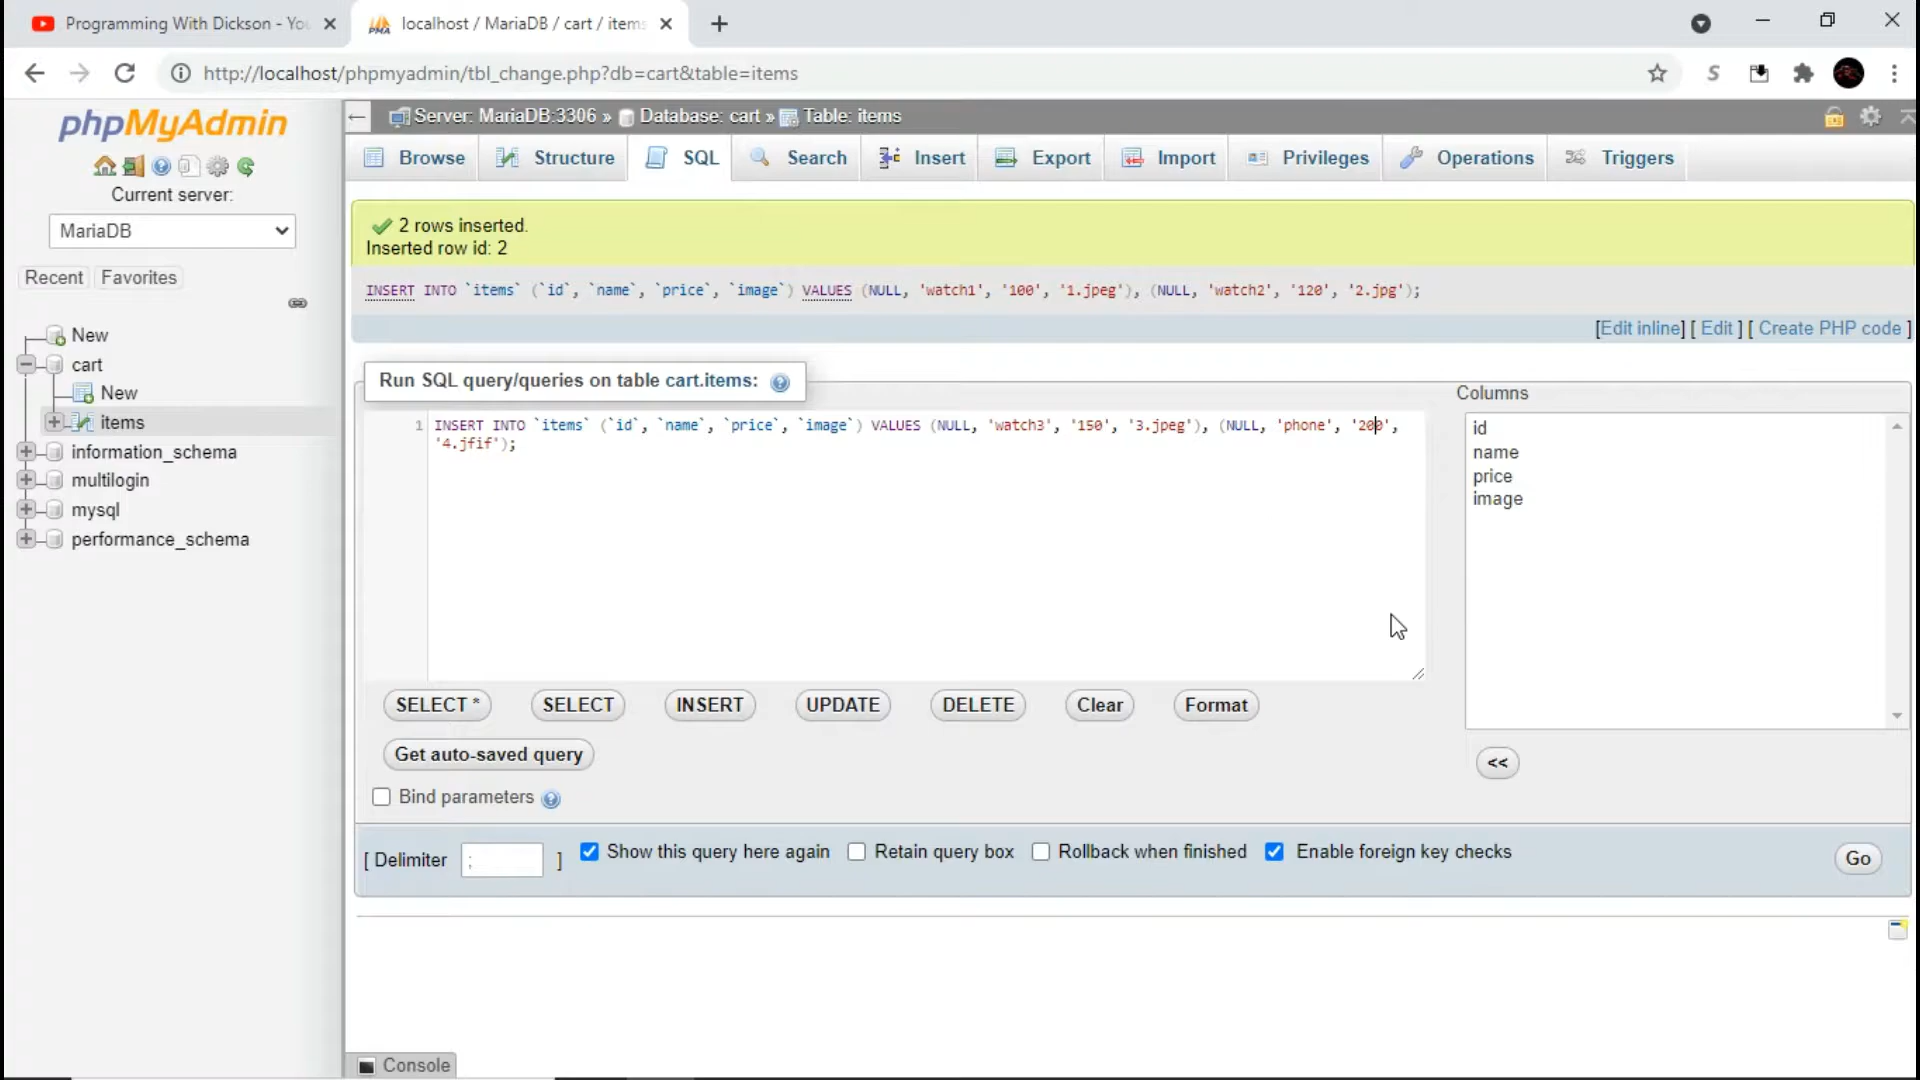 Programming With Dickson - Yo
localhost / MariaDB / cart / items
http://localhost/phpmyadmin/tbl_change.php?db=cart&table=items
S
phpMyAdmin
Current server:
MariaDB
Recent Favorites
New
cart
New
items
information_schema
multilogin
mysql
performance_schema
Server: MariaDB:3306 » Database: cart » Table: items
Browse Structure SQL Search Insert Export Import Privileges Operations Triggers
2 rows inserted.
Inserted row id: 2
INSERT INTO `items` (`id`, `name`, `price`, `image`) VALUES (NULL, 'watch1', '100', '1.jpeg'), (NULL, 'watch2', '120', '2.jpg');
[Edit inline] [ Edit ] [ Create PHP code ]
Run SQL query/queries on table cart.items:
Columns
1 INSERT INTO `items` (`id`, `name`, `price`, `image`) VALUES (NULL, 'watch3', '150', '3.jpeg'), (NULL, 'phone', '200',
'4.jfif');
id
name
price
image
SELECT * SELECT INSERT UPDATE DELETE Clear Format
Get auto-saved query
<<
Bind parameters
[ Delimiter ; ] Show this query here again Retain query box Rollback when finished Enable foreign key checks
Go
Console